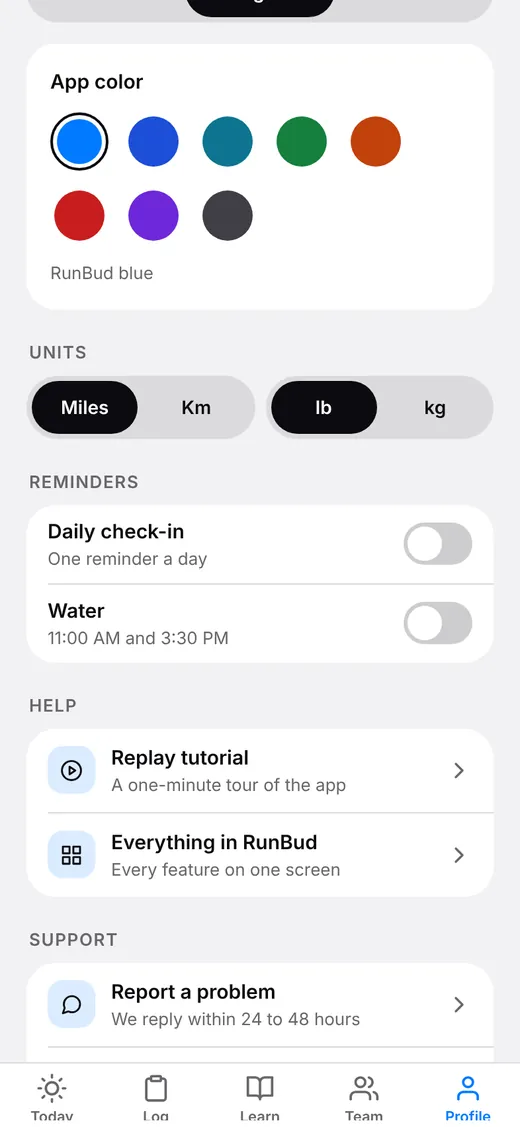 App color
RunBud blue
UNITS
Miles Km lb kg
REMINDERS
Daily check-in
One reminder a day
Water
11:00 AM and 3:30 PM
HELP
Replay tutorial
A one-minute tour of the app
Everything in RunBud
Every feature on one screen
SUPPORT
Report a problem
We reply within 24 to 48 hours
Today Log Learn Team Profile